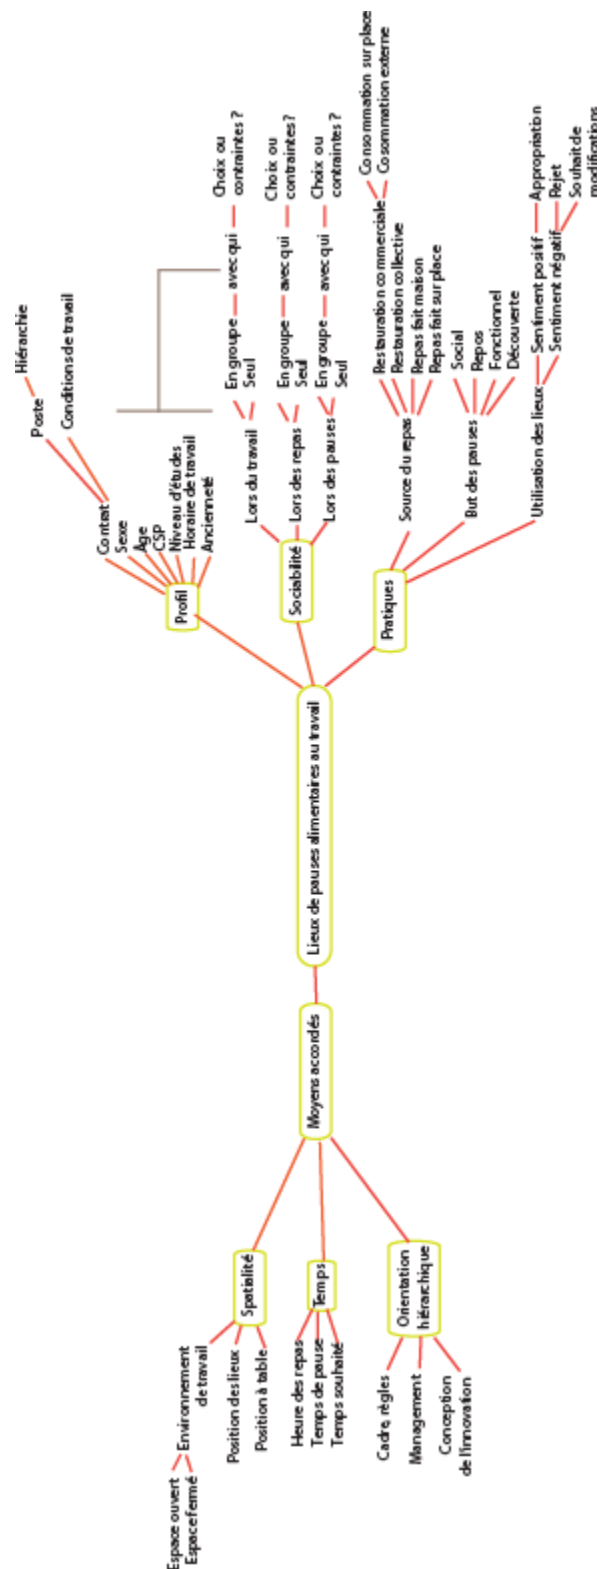 Espace ouvert
Espace fermé
Environnement
de travail
Position des lieux
Position à table
Spatialité
Heure des repas
Temps de pause
Temps souhaité
Temps
Cadre, règles
Management
Conception
de l'innovation
Orientation
hiérarchique
Moyens accordés
Lieux de pauses alimentaires au travail
Profil
Contrat
Sexe
Age
CSP
Niveau d'études
Horaire de travail
Ancienneté
Poste
Hiérarchie
Conditions de travail
Sociabilité
Lors du travail
En groupe
Seul
avec qui
Choix ou
contraintes ?
Lors des repas
En groupe
Seul
avec qui
Choix ou
contraintes ?
Lors des pauses
En groupe
Seul
avec qui
Choix ou
contraintes ?
Pratiques
Source du repas
Restauration commerciale
Restauration collective
Repas fait maison
Repas fait sur place
Consommation sur place
Cosommation externe
But des pauses
Social
Repos
Fonctionnel
Découverte
Utilisation des lieux
Sentiment positif
Sentiment négatif
Appropriation
Rejet
Souhait de
modifications